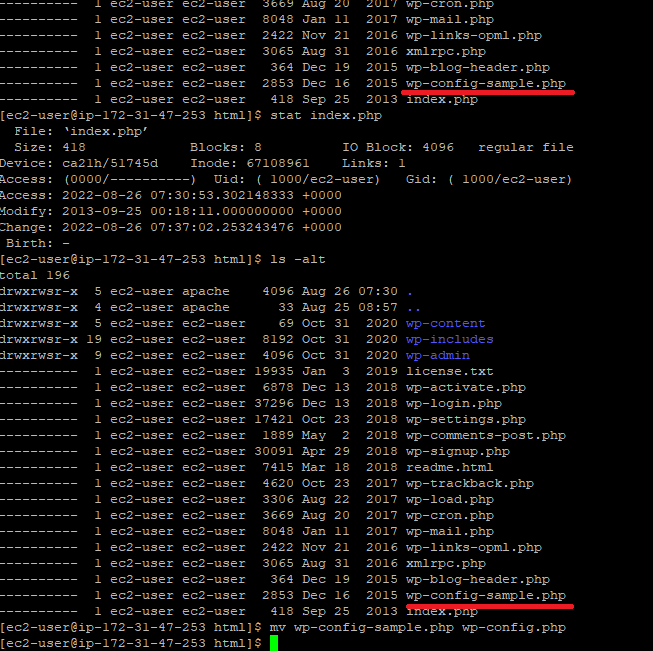 ---------- 1 ec2-user ec2-user 3669 Aug 20 2017 wp-cron.php
---------- 1 ec2-user ec2-user 8048 Jan 11 2017 wp-mail.php
---------- 1 ec2-user ec2-user 2422 Nov 21 2016 wp-links-opml.php
---------- 1 ec2-user ec2-user 3065 Aug 31 2016 xmlrpc.php
---------- 1 ec2-user ec2-user 364 Dec 19 2015 wp-blog-header.php
---------- 1 ec2-user ec2-user 2853 Dec 16 2015 wp-config-sample.php
---------- 1 ec2-user ec2-user 418 Sep 25 2013 index.php
[ec2-user@ip-172-31-47-253 html]$ stat index.php
File: ‘index.php’
Size: 418 Blocks: 8 IO Block: 4096 regular file
Device: ca21h/51745d Inode: 67108961 Links: 1
Access: (0000/----------) Uid: ( 1000/ec2-user) Gid: ( 1000/ec2-user)
Access: 2022-08-26 07:30:53.302148333 +0000
Modify: 2013-09-25 00:18:11.000000000 +0000
Change: 2022-08-26 07:37:02.253243476 +0000
Birth: -
[ec2-user@ip-172-31-47-253 html]$ ls -alt
total 196
drwxrwsr-x 5 ec2-user apache 4096 Aug 26 07:30 .
drwxrwsr-x 4 ec2-user apache 33 Aug 25 08:57 ..
drwxrwsr-x 5 ec2-user ec2-user 69 Oct 31 2020 wp-content
drwxrwsr-x 19 ec2-user ec2-user 8192 Oct 31 2020 wp-includes
drwxrwsr-x 9 ec2-user ec2-user 4096 Oct 31 2020 wp-admin
---------- 1 ec2-user ec2-user 19935 Jan 3 2019 license.txt
---------- 1 ec2-user ec2-user 6878 Dec 13 2018 wp-activate.php
---------- 1 ec2-user ec2-user 37296 Dec 13 2018 wp-login.php
---------- 1 ec2-user ec2-user 17421 Oct 23 2018 wp-settings.php
---------- 1 ec2-user ec2-user 1889 May 2 2018 wp-comments-post.php
---------- 1 ec2-user ec2-user 30091 Apr 29 2018 wp-signup.php
---------- 1 ec2-user ec2-user 7415 Mar 18 2018 readme.html
---------- 1 ec2-user ec2-user 4620 Oct 23 2017 wp-trackback.php
---------- 1 ec2-user ec2-user 3306 Aug 22 2017 wp-load.php
---------- 1 ec2-user ec2-user 3669 Aug 20 2017 wp-cron.php
---------- 1 ec2-user ec2-user 8048 Jan 11 2017 wp-mail.php
---------- 1 ec2-user ec2-user 2422 Nov 21 2016 wp-links-opml.php
---------- 1 ec2-user ec2-user 3065 Aug 31 2016 xmlrpc.php
---------- 1 ec2-user ec2-user 364 Dec 19 2015 wp-blog-header.php
---------- 1 ec2-user ec2-user 2853 Dec 16 2015 wp-config-sample.php
---------- 1 ec2-user ec2-user 418 Sep 25 2013 index.php
[ec2-user@ip-172-31-47-253 html]$ mv wp-config-sample.php wp-config.php
[ec2-user@ip-172-31-47-253 html]$